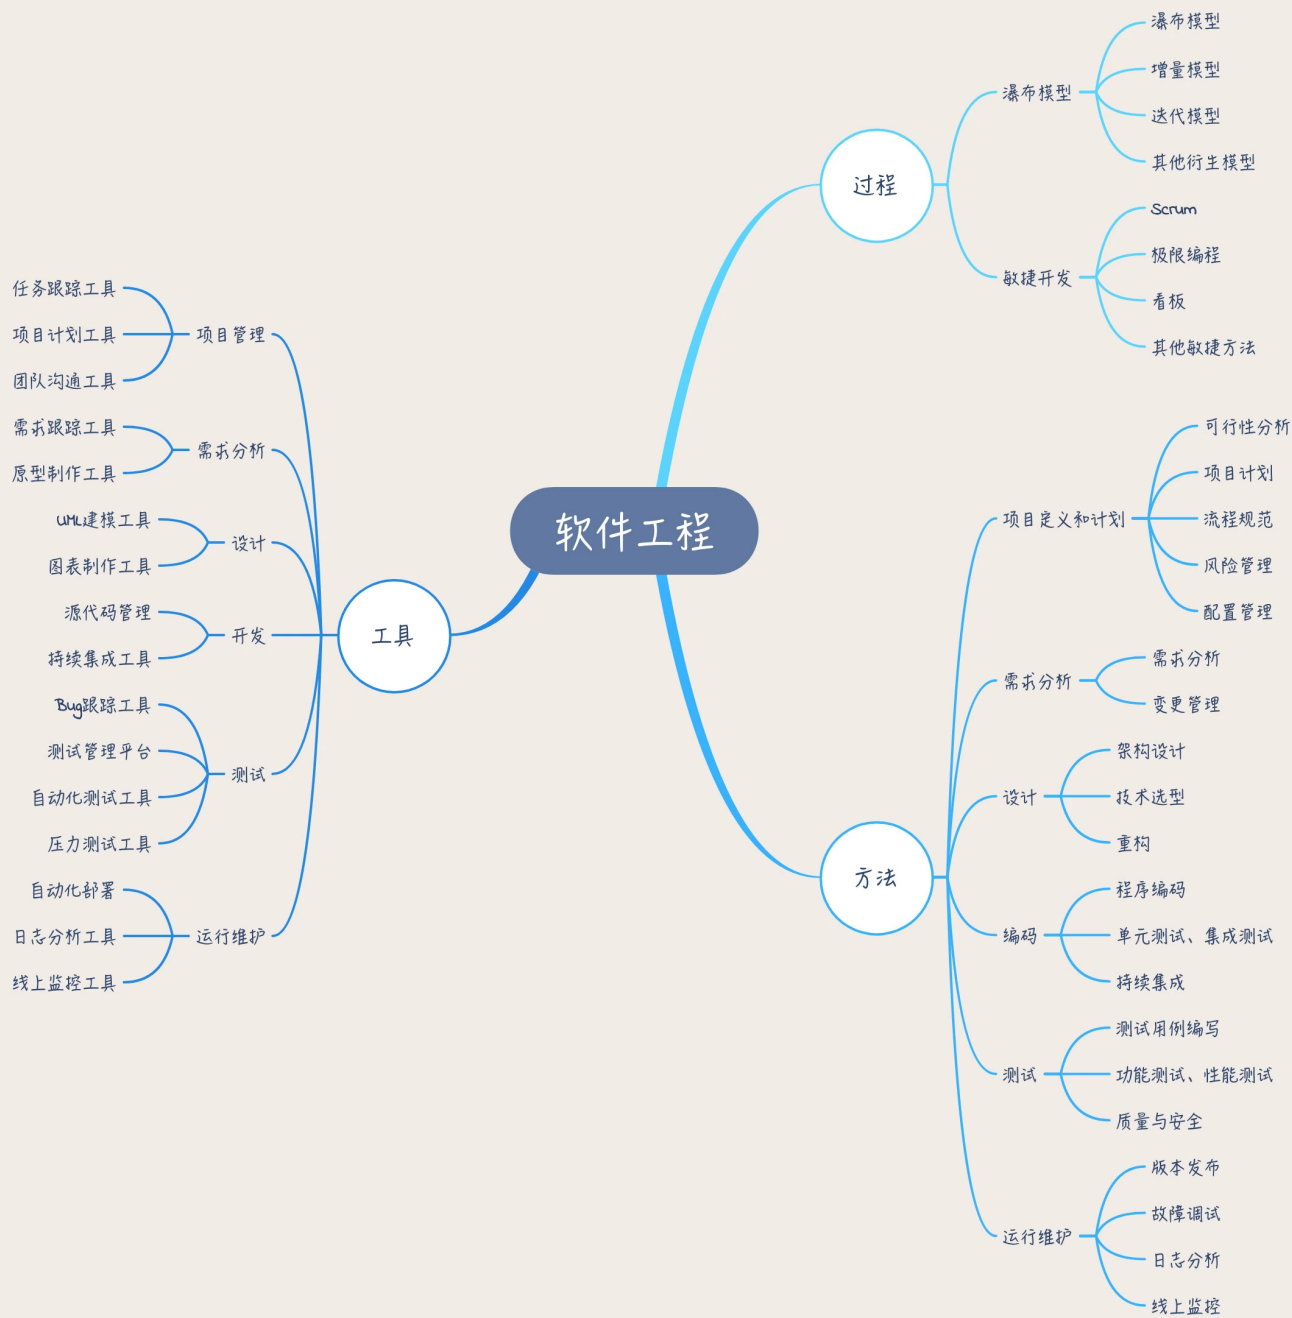 软件工程
过程
瀑布模型
瀑布模型
增量模型
迭代模型
其他衍生模型
敏捷开发
Scrum
极限编程
看板
其他敏捷方法
方法
项目定义和计划
可行性分析
项目计划
流程规范
风险管理
配置管理
需求分析
需求分析
变更管理
设计
架构设计
技术选型
重构
编码
程序编码
单元测试、集成测试
持续集成
测试
测试用例编写
功能测试、性能测试
质量与安全
运行维护
版本发布
故障调试
日志分析
线上监控
工具
项目管理
任务跟踪工具
项目计划工具
团队沟通工具
需求分析
需求跟踪工具
原型制作工具
设计
UML建模工具
图表制作工具
开发
源代码管理
持续集成工具
测试
Bug跟踪工具
测试管理平台
自动化测试工具
压力测试工具
运行维护
自动化部署
日志分析工具
线上监控工具